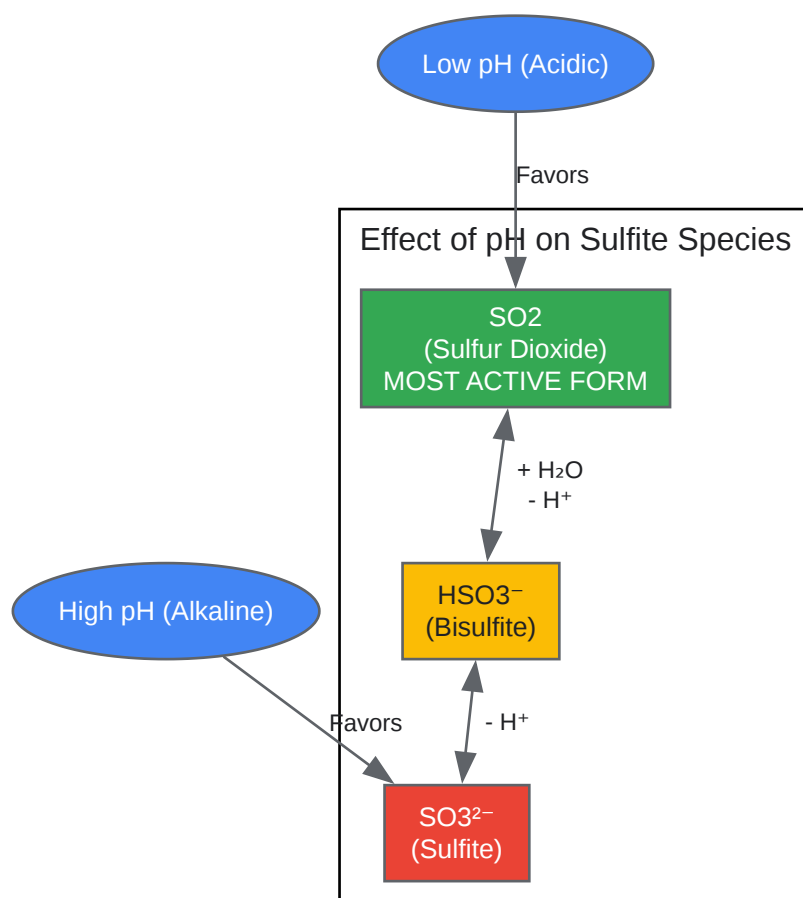 Low pH (Acidic)
Favors
Effect of pH on Sulfite Species
SO2
(Sulfur Dioxide)
MOST ACTIVE FORM
+ H₂O
- H⁺
HSO3⁻
(Bisulfite)
High pH (Alkaline)
Favors
- H⁺
SO3²⁻
(Sulfite)